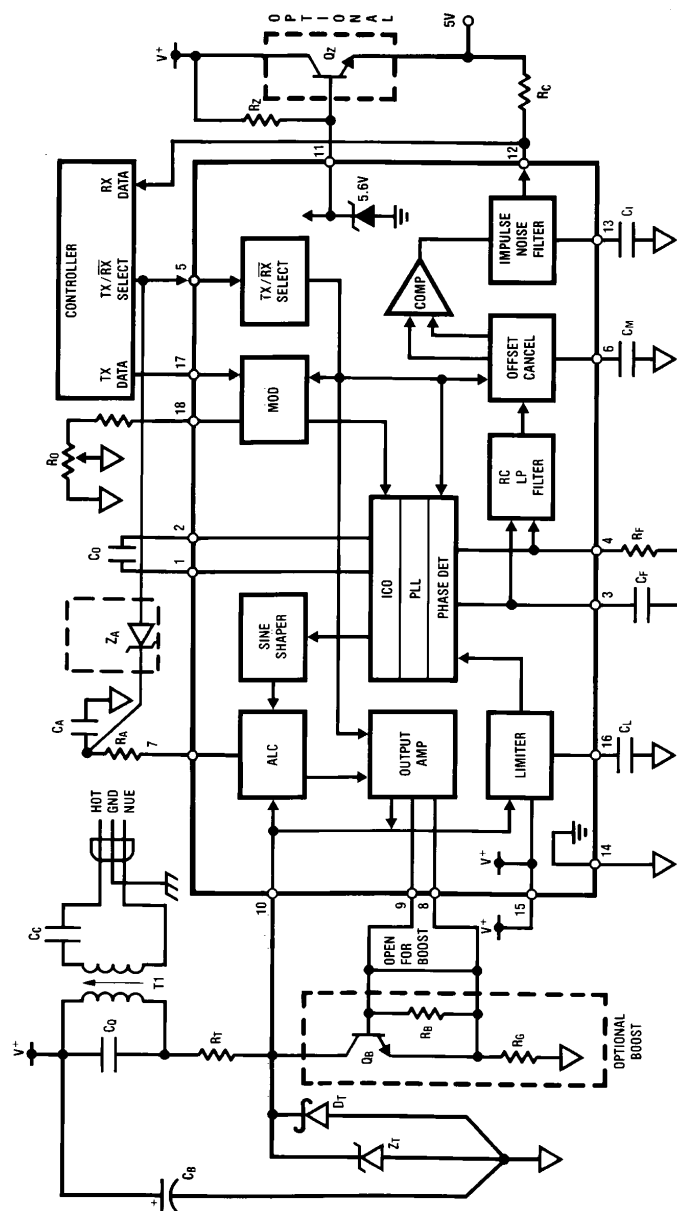 V+
CB
+
CQ
T1
CC
HOT
GND
NUE
RT
DT
ZT
QB
RB
RG
OPTIONAL
BOOST
OPEN
FOR
BOOST
10
9
8
15
V+
V+
14
CA
RA
7
ZA
CO
1
2
RO
18
17
5
CONTROLLER
TX
DATA
TX/R̅X̅
SELECT
RX
DATA
ALC
SINE
SHAPER
MOD
TX/R̅X̅
SELECT
OUTPUT
AMP
ICO
PLL
PHASE DET
LIMITER
RC
LP
FILTER
OFFSET
CANCEL
COMP
IMPULSE
NOISE
FILTER
5.6V
11
12
RZ
V+
QZ
OPTIONAL
5V
RC
16
CL
3
CF
4
RF
6
CM
13
CI